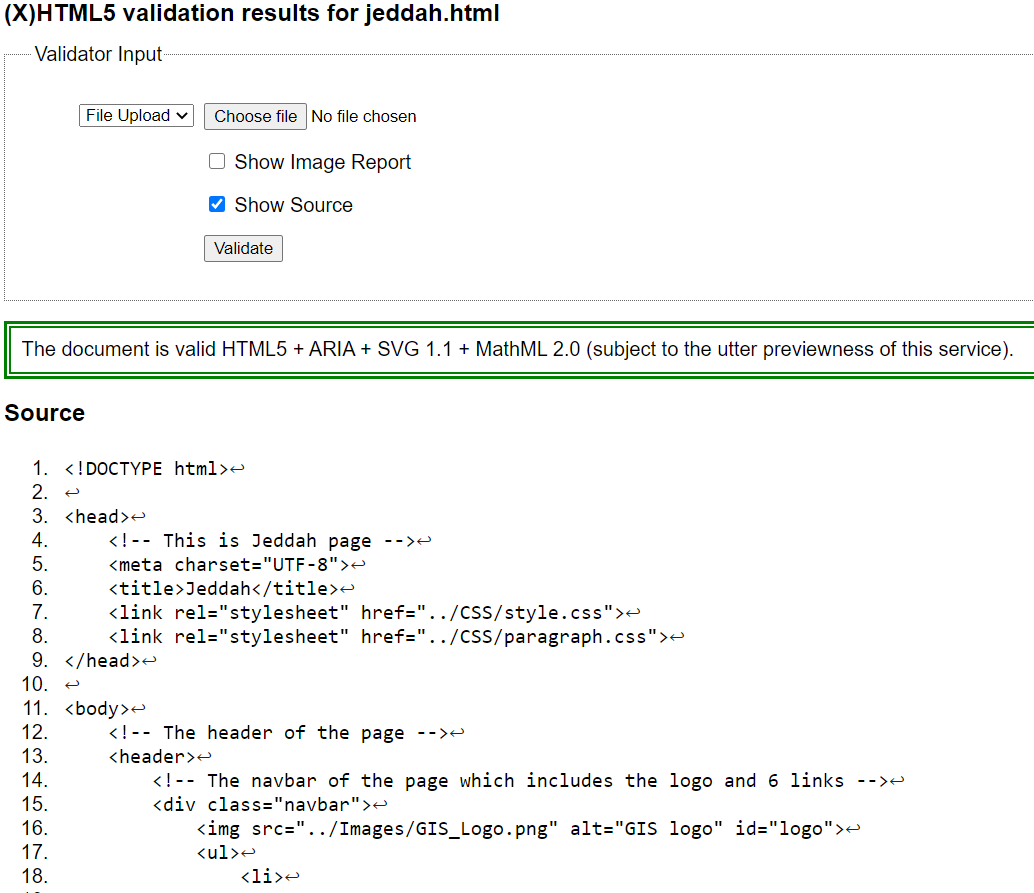 (X)HTML5 validation results for jeddah.html
Validator Input
File Upload Choose file No file chosen
Show Image Report
Show Source
Validate
The document is valid HTML5 + ARIA + SVG 1.1 + MathML 2.0 (subject to the utter previewness of this service).
Source
1. <!DOCTYPE html>↩
2. ↩
3. <head>↩
4. <!-- This is Jeddah page -->↩
5. <meta charset="UTF-8">↩
6. <title>Jeddah</title>↩
7. <link rel="stylesheet" href="../CSS/style.css">↩
8. <link rel="stylesheet" href="../CSS/paragraph.css">↩
9. </head>↩
10. ↩
11. <body>↩
12. <!-- The header of the page -->↩
13. <header>↩
14. <!-- The navbar of the page which includes the logo and 6 links -->↩
15. <div class="navbar">↩
16. <img src="../Images/GIS_Logo.png" alt="GIS logo" id="logo">↩
17. <ul>↩
18. <li>↩